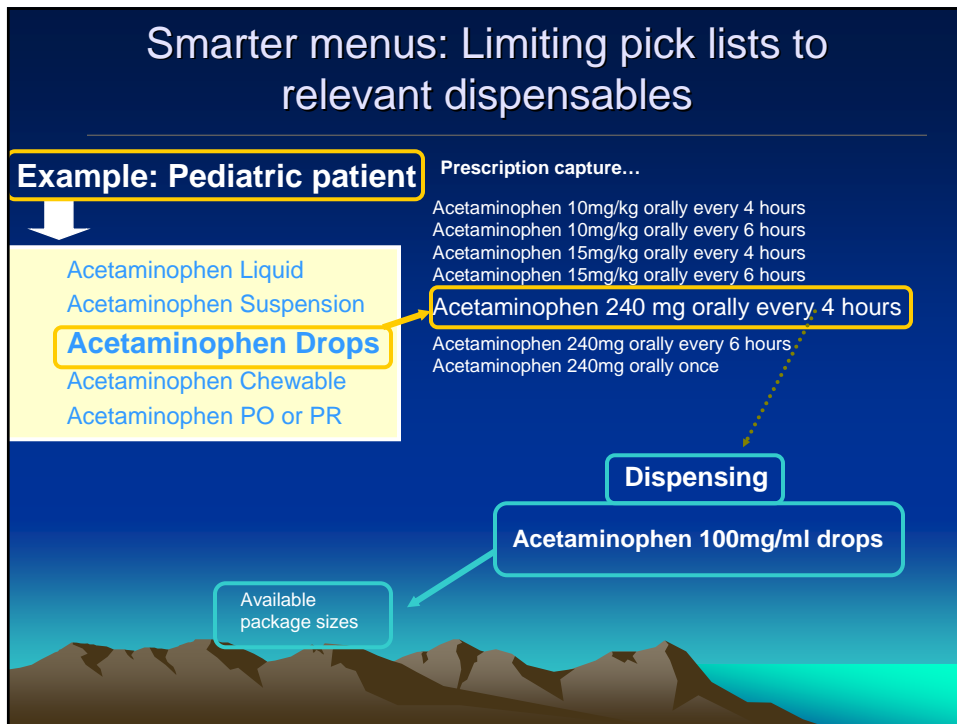 Smarter menus: Limiting pick lists to
relevant dispensables
Example: Pediatric patient
Acetaminophen Liquid
Acetaminophen Suspension
Acetaminophen Drops
Acetaminophen Chewable
Acetaminophen PO or PR
Prescription capture…
Acetaminophen 10mg/kg orally every 4 hours
Acetaminophen 10mg/kg orally every 6 hours
Acetaminophen 15mg/kg orally every 4 hours
Acetaminophen 15mg/kg orally every 6 hours
Acetaminophen 240 mg orally every 4 hours
Acetaminophen 240mg orally every 6 hours
Acetaminophen 240mg orally once
Dispensing
Acetaminophen 100mg/ml drops
Available
package sizes